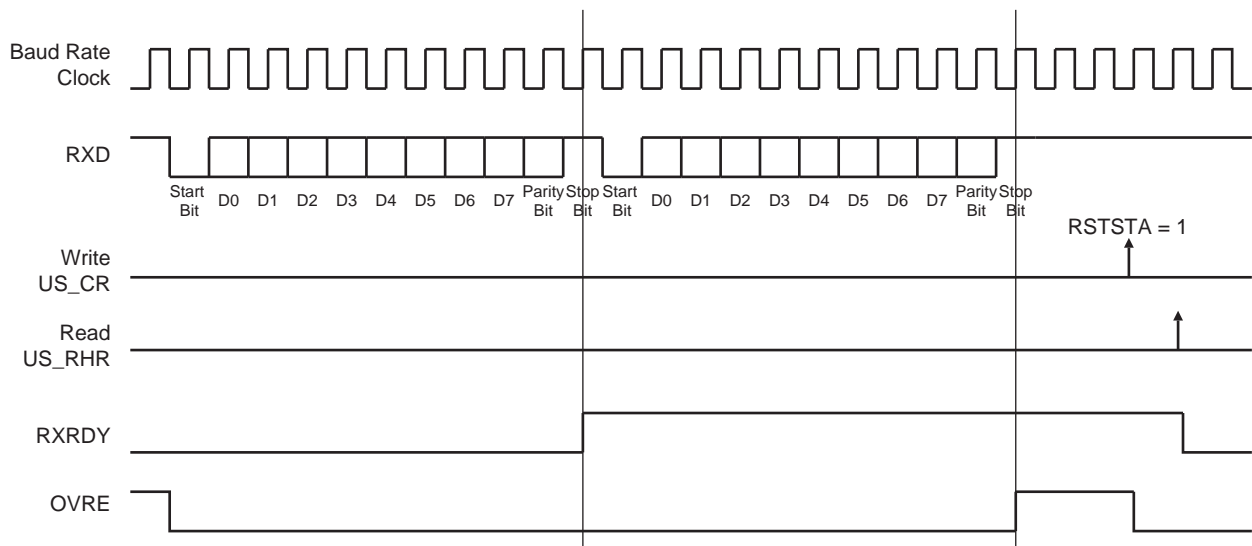 Baud Rate
Clock
RXD
Start
Bit
D0
D1
D2
D3
D4
D5
D6
D7
Parity
Bit
Stop
Bit
Start
Bit
D0
D1
D2
D3
D4
D5
D6
D7
Parity
Bit
Stop
Bit
RSTSTA = 1
Write
US_CR
Read
US_RHR
RXRDY
OVRE